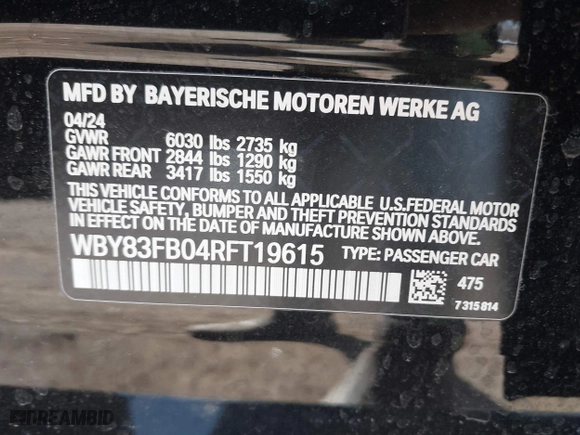 MFD BY BAYERISCHE MOTOREN WERKE AG
04/24
GVWR 6030 lbs 2735 kg
GAWR FRONT 2844 lbs 1290 kg
GAWR REAR 3417 lbs 1550 kg
THIS VEHICLE CONFORMS TO ALL APPLICABLE U.S.FEDERAL MOTOR
VEHICLE SAFETY, BUMPER, AND THEFT PREVENTION STANDARDS
IN EFFECT ON THE DATE OF MANUFACTURE SHOWN ABOVE.
WBY83FB04RFT19615 TYPE: PASSENGER CAR
475
7315814
DREAMBID